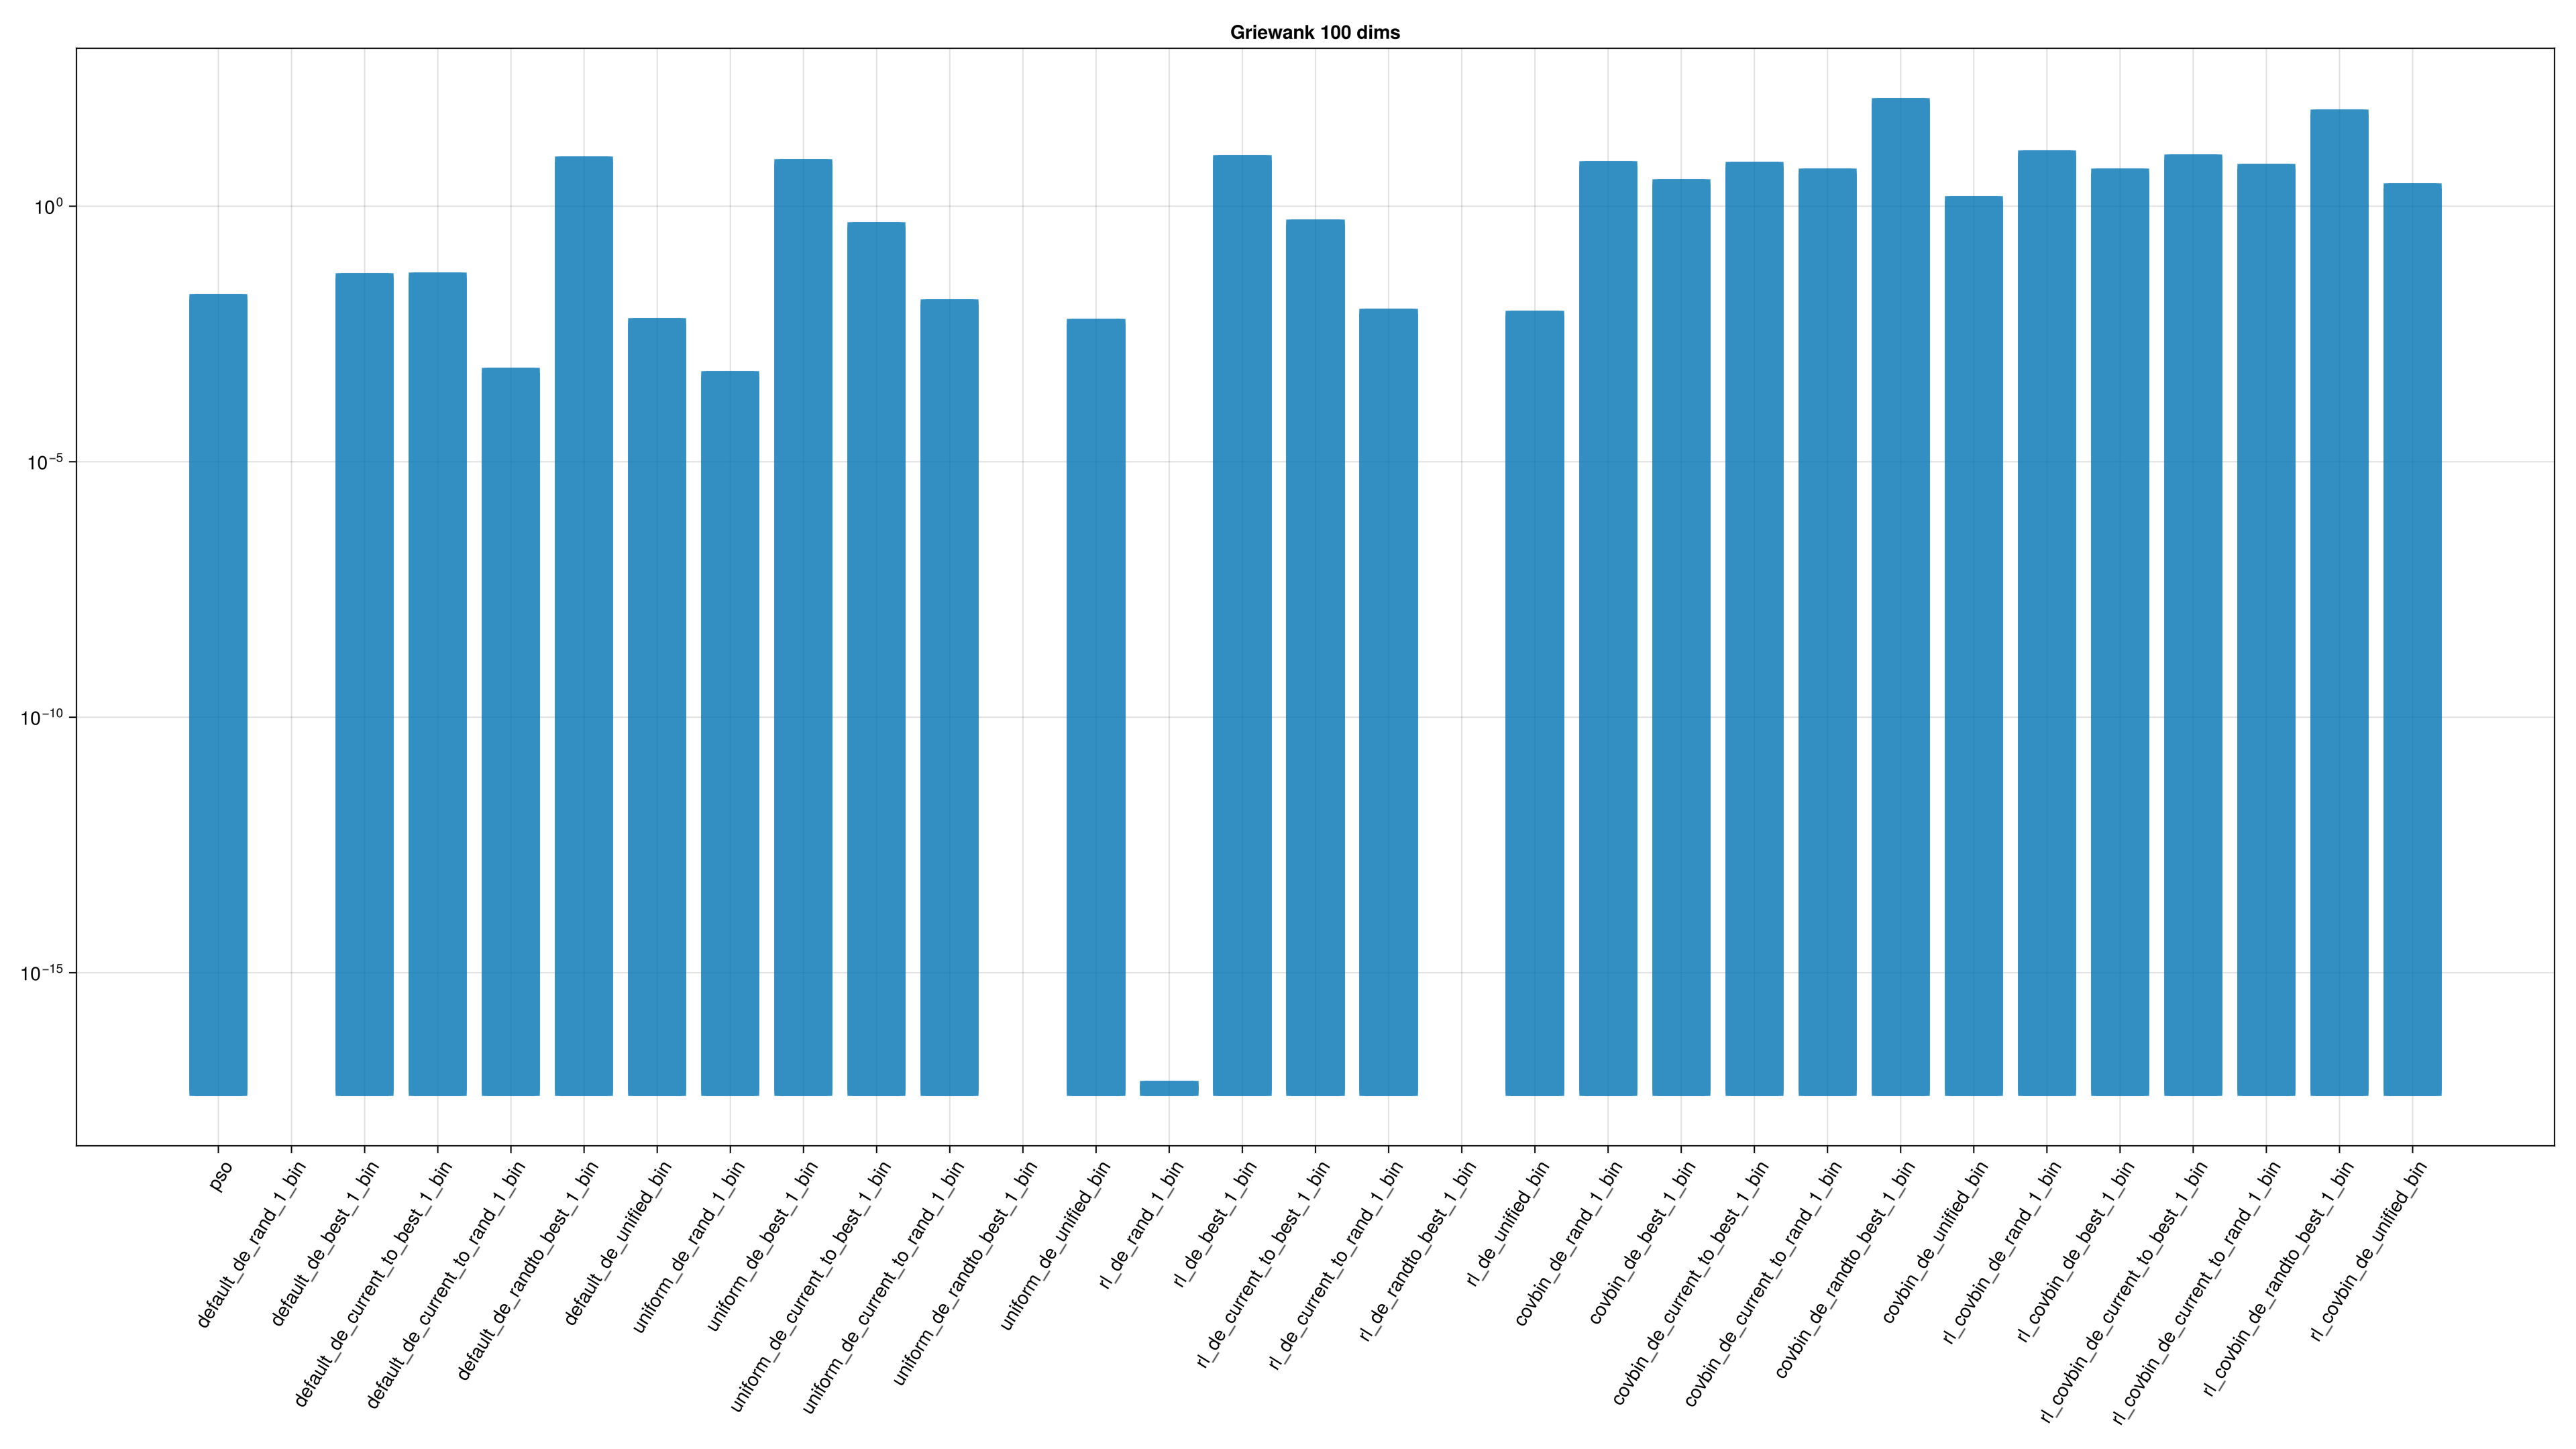 Griewank 100 dims
10⁰
10⁻⁵
10⁻¹⁰
10⁻¹⁵
pso
default_de_rand_1_bin
default_de_best_1_bin
default_de_current_to_best_1_bin
default_de_current_to_rand_1_bin
default_de_randto_best_1_bin
default_de_unified_bin
uniform_de_rand_1_bin
uniform_de_best_1_bin
uniform_de_current_to_best_1_bin
uniform_de_current_to_rand_1_bin
uniform_de_randto_best_1_bin
uniform_de_unified_bin
rl_de_rand_1_bin
rl_de_best_1_bin
rl_de_current_to_best_1_bin
rl_de_current_to_rand_1_bin
rl_de_randto_best_1_bin
rl_de_unified_bin
covbin_de_rand_1_bin
covbin_de_best_1_bin
covbin_de_current_to_best_1_bin
covbin_de_current_to_rand_1_bin
covbin_de_randto_best_1_bin
covbin_de_unified_bin
rl_covbin_de_rand_1_bin
rl_covbin_de_best_1_bin
rl_covbin_de_current_to_best_1_bin
rl_covbin_de_current_to_rand_1_bin
rl_covbin_de_randto_best_1_bin
rl_covbin_de_unified_bin